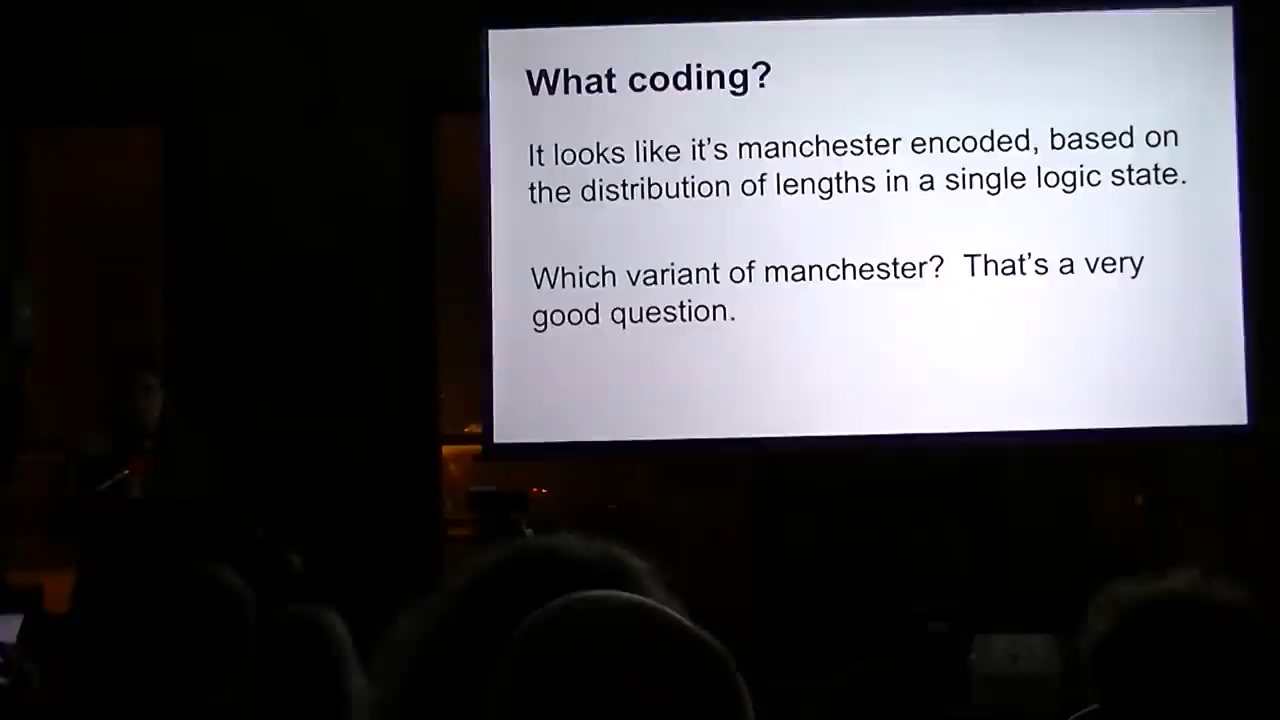 What coding?
It looks like it's manchester encoded, based on
the distribution of lengths in a single logic state.
Which variant of manchester?  That's a very
good question.